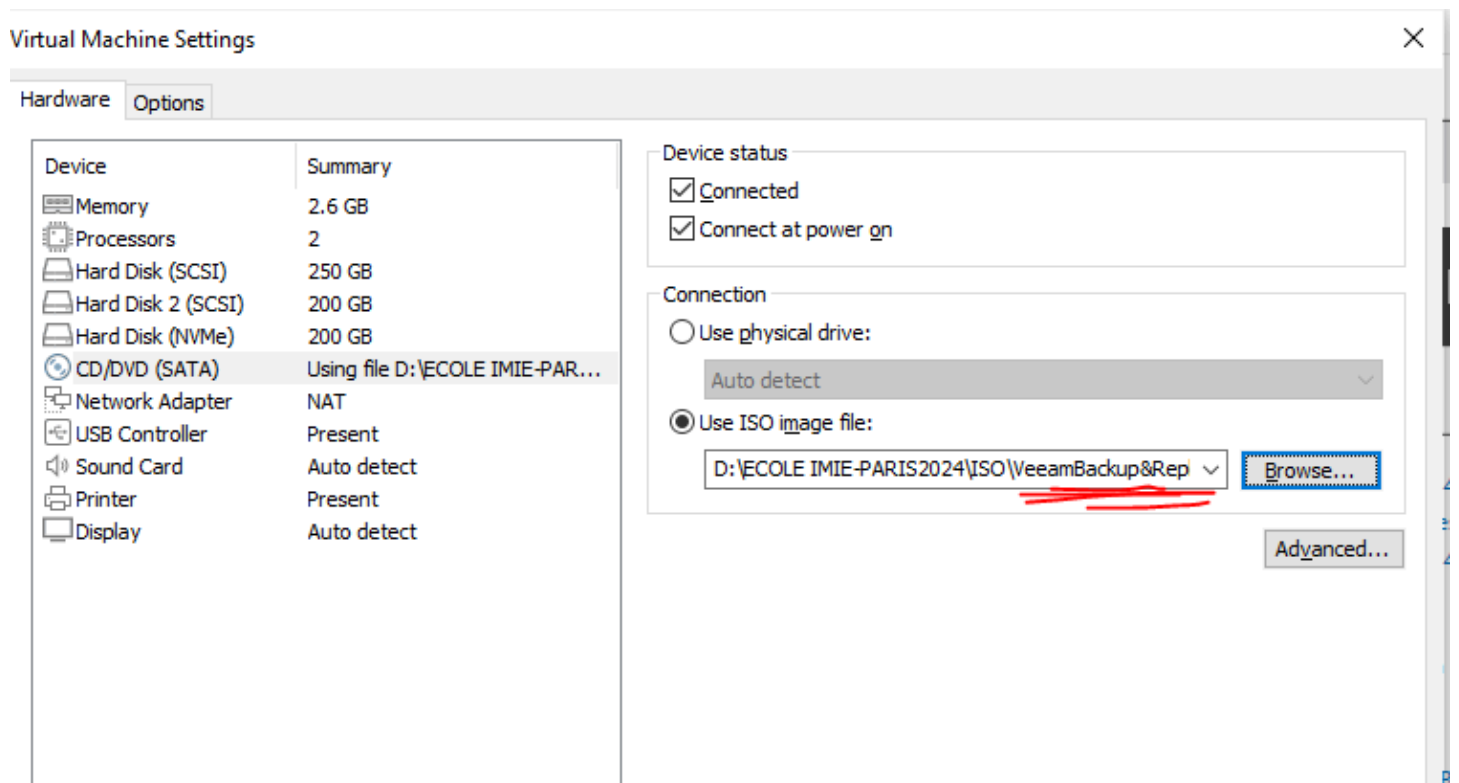 Virtual Machine Settings
Hardware
Options
Device Summary
Memory 2.6 GB
Processors 2
Hard Disk (SCSI) 250 GB
Hard Disk 2 (SCSI) 200 GB
Hard Disk (NVMe) 200 GB
CD/DVD (SATA) Using file D:\ECOLE IMIE-PAR...
Network Adapter NAT
USB Controller Present
Sound Card Auto detect
Printer Present
Display Auto detect
Device status
Connected
Connect at power on
Connection
Use physical drive:
Auto detect
Use ISO image file:
D:\ECOLE IMIE-PARIS2024\ISO\VeeamBackup&Rep
Browse...
Advanced...